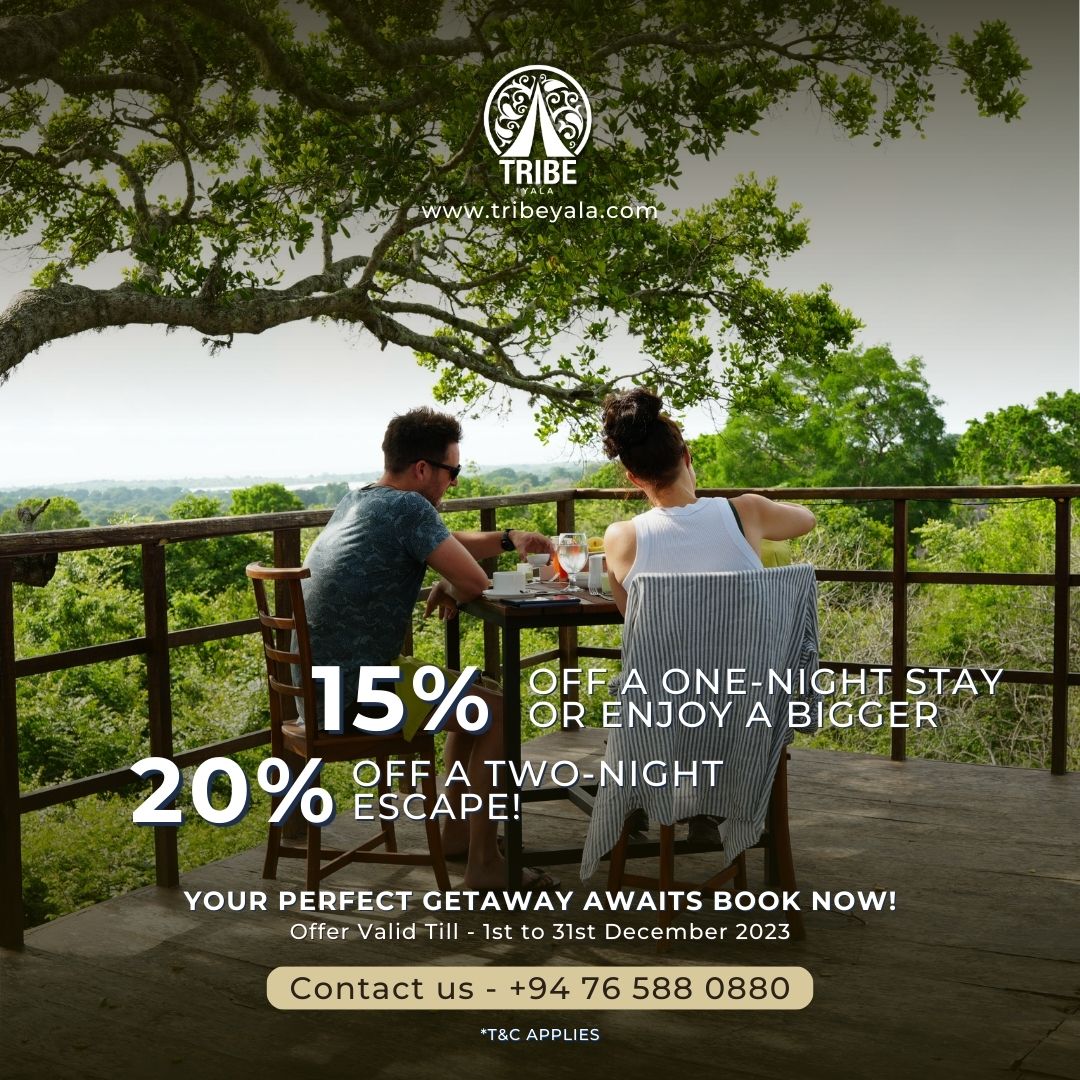 TRIBE
YALA
www.tribeyala.com
15% OFF A ONE-NIGHT STAY
OR ENJOY A BIGGER
20% OFF A TWO-NIGHT
ESCAPE!
YOUR PERFECT GETAWAY AWAITS BOOK NOW!
Offer Valid Till - 1st to 31st December 2023
Contact us - +94 76 588 0880
*T&C APPLIES